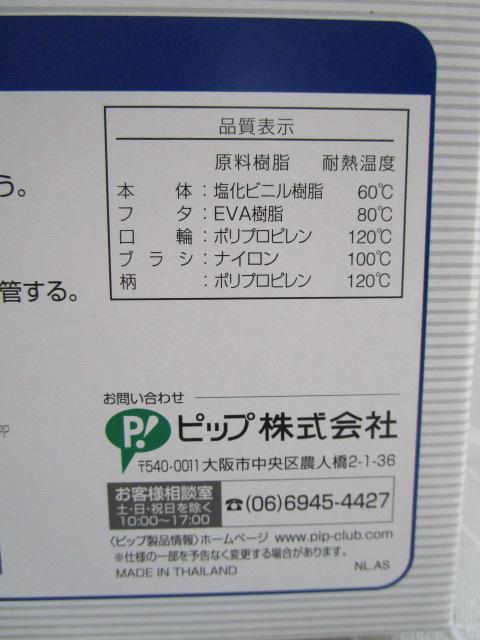 品質表示
原料樹脂 耐熱温度
本体:塩化ビニル樹脂 60℃
フタ:EVA樹脂 80℃
口輪:ポリプロピレン 120℃
ブラシ:ナイロン 100℃
柄:ポリプロピレン 120℃
う。
管する。
お問い合わせ
P! ピップ株式会社
〒540-0011 大阪市中央区農人橋2-1-36
お客様相談室
土・日・祝日を除く
10:00〜17:00
☎(06)6945-4427
〈ピップ製品情報〉ホームページ www.pip-club.com
※仕様の一部を予告なく変更する場合があります。
MADE IN THAILAND NL.AS